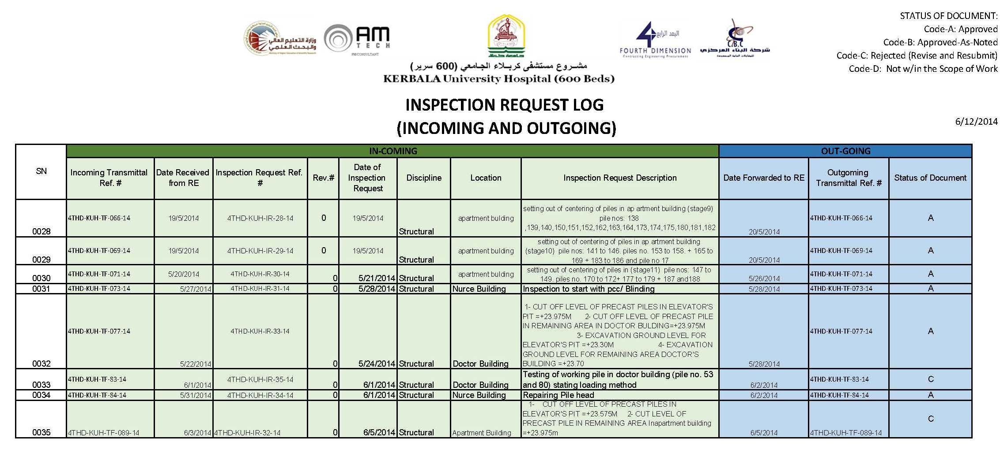 STATUS OF DOCUMENT:
Code-A: Approved
Code-B: Approved-As-Noted
Code-C: Rejected (Revise and Resubmit)
Code-D: Not w/in the Scope of Work
وزارة التعليم العالي
والبحث العلمي
AM
TECH
PM/CONSULTANT
جامعة كربلاء
4
البعد الرابع
FOURTH DIMENSION
Contracting Engineering Procurement
C.B.C
شركة البناء المركزي
مشروع مستشفى كربلاء الجامعي (600 سرير)
KERBALA University Hospital (600 Beds)
INSPECTION REQUEST LOG
(INCOMING AND OUTGOING)
6/12/2014
IN-COMING OUT-GOING
SN
Incoming Transmittal
Ref. #
Date Received
from RE
Inspection Request Ref.
#
Rev.#
Date of
Inspection
Request
Discipline
Location
Inspection Request Description
Date Forwarded to RE
Outgoming
Transmittal Ref. #
Status of Document
0028
4THD-KUH-TF-066-14
19/5/2014
4THD-KUH-IR-28-14
0
19/5/2014
Structural
apartment bulding
setting out of centering of piles in ap artment building (stage9)
pile nos: 138
,139,140,150,151,152,162,163,164,173,174,175,180,181,182
20/5/2014
4THD-KUH-TF-066-14
A
0029
4THD-KUH-TF-069-14
19/5/2014
4THD-KUH-IR-29-14
0
19/5/2014
Structural
apartment bulding
setting out of centering of piles in ap artment building
(stage10) pile nos: 141 to 146. piles no. 153 to 158. + 165 to
169 + 183 to 186 and pile no 17
20/5/2014
4THD-KUH-TF-069-14
A
0030
4THD-KUH-TF-071-14
5/20/2014
4THD-KUH-IR-30-14
0
5/21/2014
Structural
apartment bulding
setting out of centering of piles in (stage11) pile nos: 147 to
149. piles no. 170 to 172+ 177 to 179 + 187 and188
5/26/2014
4THD-KUH-TF-071-14
A
0031
4THD-KUH-TF-073-14
5/27/2014
4THD-KUH-IR-31-14
0
5/28/2014
Structural
Nurce Building
Inspection to start with pcc/ Blinding
5/28/2014
4THD-KUH-TF-073-14
A
0032
4THD-KUH-TF-077-14
5/22/2014
4THD-KUH-IR-33-14
0
5/24/2014
Structural
Doctor Building
1- CUT OFF LEVEL OF PRECAST PILES IN ELEVATOR'S
PIT =+23.975M 2- CUT OFF LEVEL OF PRECAST PILE
IN REMAINING AREA IN DOCTOR BULDING=+23.975M
3- EXCAVATION GROUND LEVEL FOR
ELEVATOR'S PIT =+23.30M 4- EXCAVATION
GROUND LEVEL FOR REMAINING AREA DOCTOR'S
BUILDING =+23.70
5/28/2014
4THD-KUH-TF-077-14
A
0033
4THD-KUH-TF-83-14
6/1/2014
4THD-KUH-IR-35-14
0
6/1/2014
Structural
Doctor Building
Testing of working pile in doctor building (pile no. 53
and 80) stating loading method
6/2/2014
4THD-KUH-TF-83-14
C
0034
4THD-KUH-TF-84-14
5/31/2014
4THD-KUH-IR-34-14
0
6/1/2014
Structural
Nurce Building
Repairing Pile head
6/2/2014
4THD-KUH-TF-84-14
A
0035
4THD-KUH-TF-089-14
6/3/2014
4THD-KUH-IR-32-14
0
6/5/2014
Structural
Apartment Building
1- CUT OFF LEVEL OF PRECAST PILES IN
ELEVATOR'S PIT =+23.575M 2- CUT LEVEL OF
PRECAST PILE IN REMAINING AREA Inapartment building
=+23.975m
6/5/2014
4THD-KUH-TF-089-14
C